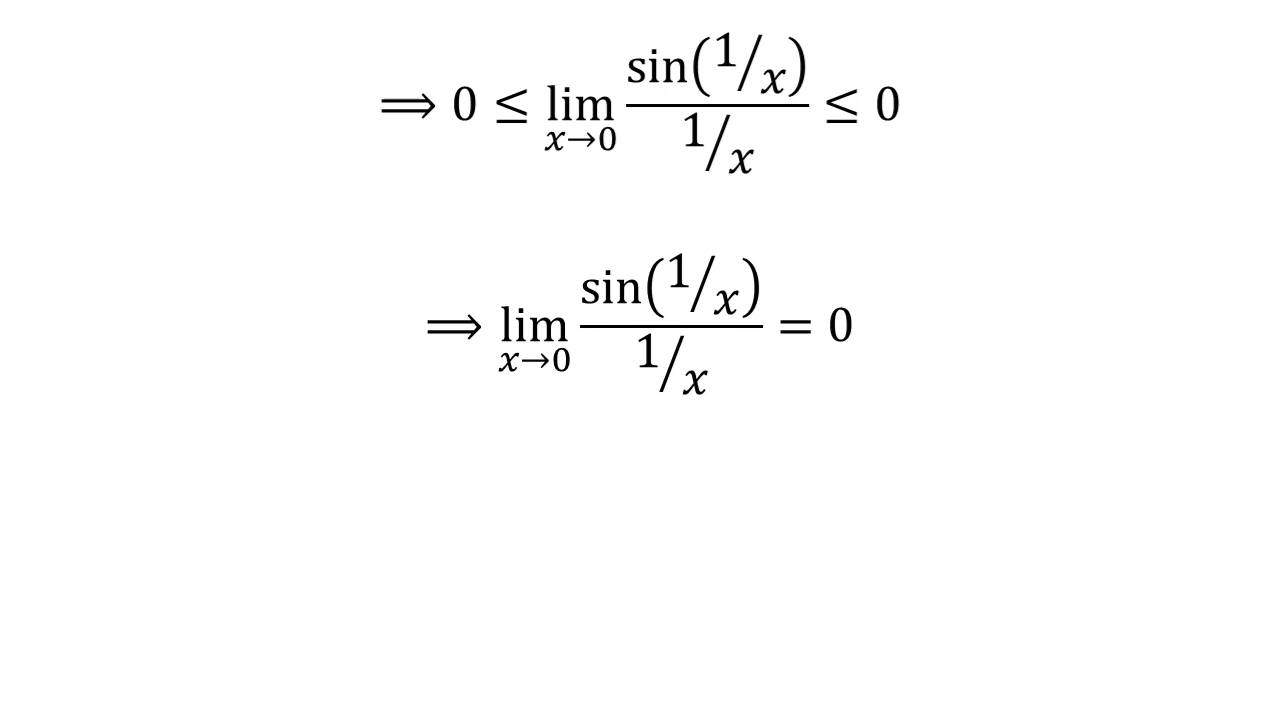 ⟹ 0 ≤ lim_{x→0} sin(1/x) / (1/x) ≤ 0
⟹ lim_{x→0} sin(1/x) / (1/x) = 0